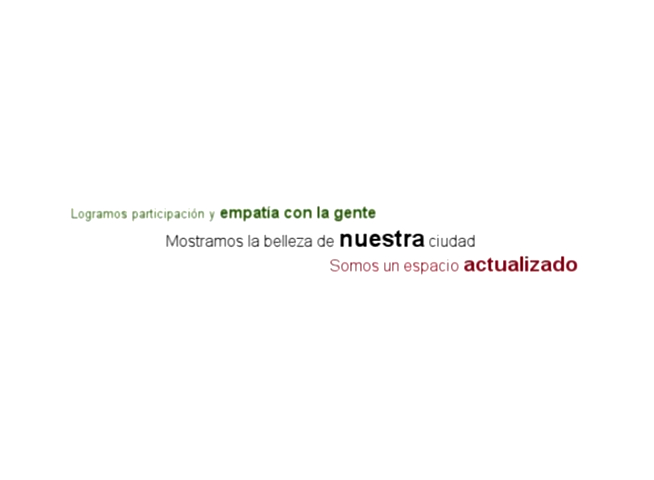 Logramos participación y empatía con la gente
Mostramos la belleza de nuestra ciudad
Somos un espacio actualizado